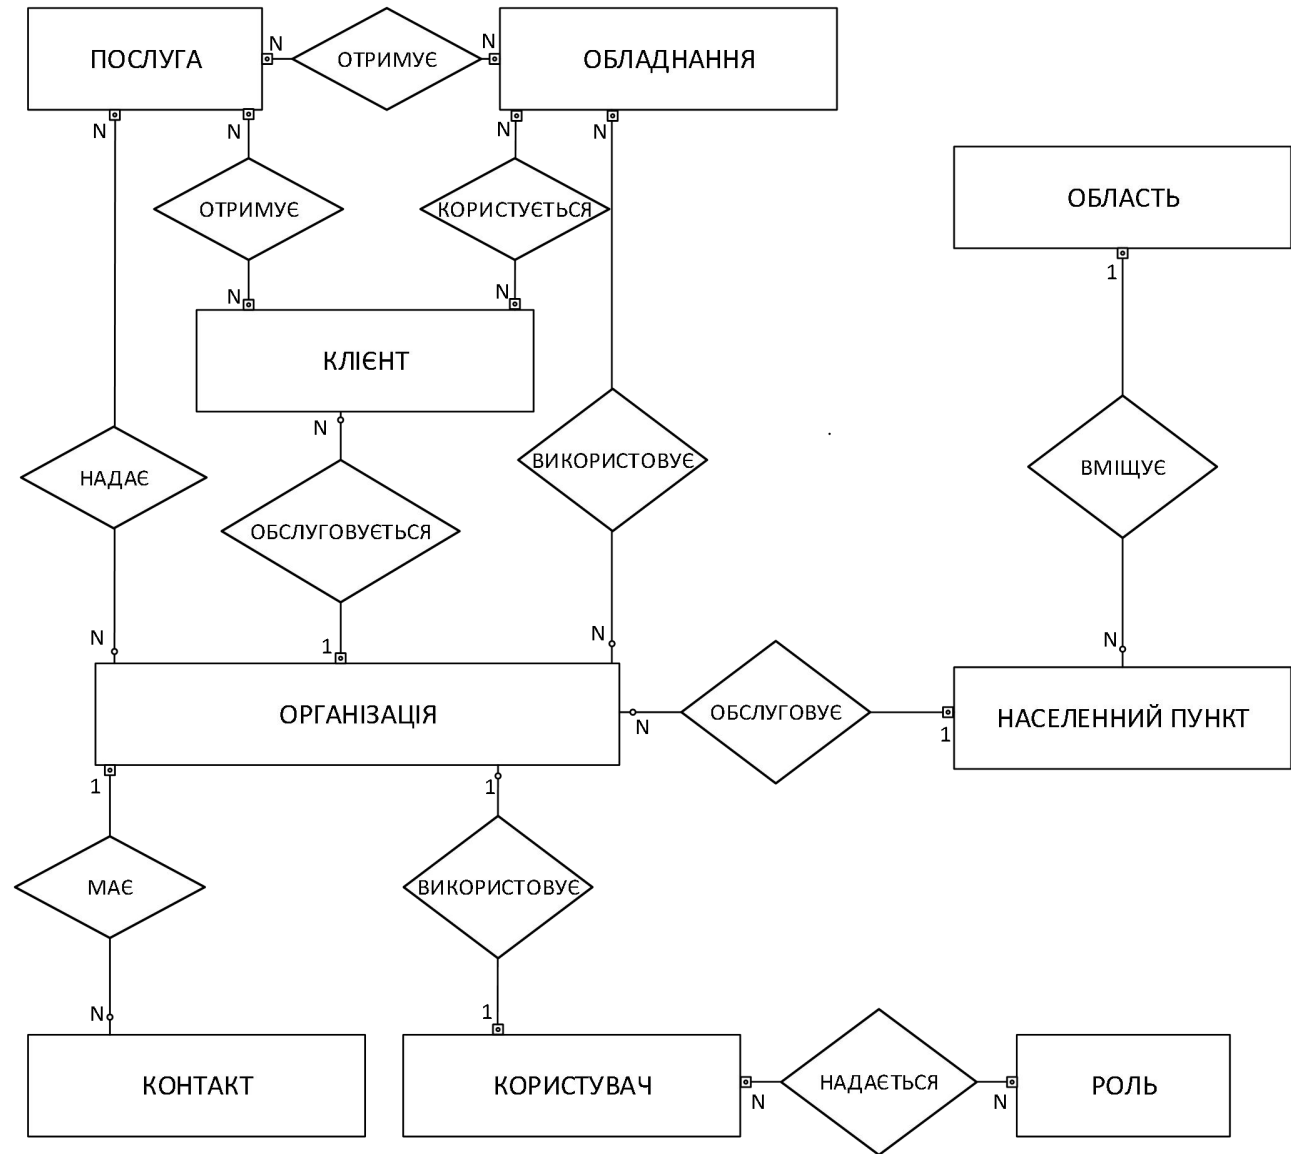 ПОСЛУГА
N
ОТРИМУЄ
N
ОБЛАДНАННЯ
N
N
N
N
ОТРИМУЄ
КОРИСТУЄТЬСЯ
ОБЛАСТЬ
1
N
N
КЛІЄНТ
N
ВИКОРИСТОВУЄ
ВМІЩУЄ
НАДАЄ
ОБСЛУГОВУЄТЬСЯ
N
1
N
N
ОРГАНІЗАЦІЯ
N
ОБСЛУГОВУЄ
1
НАСЕЛЕННИЙ ПУНКТ
1
1
МАЄ
ВИКОРИСТОВУЄ
N
1
КОНТАКТ
КОРИСТУВАЧ
N
НАДАЄТЬСЯ
N
РОЛЬ